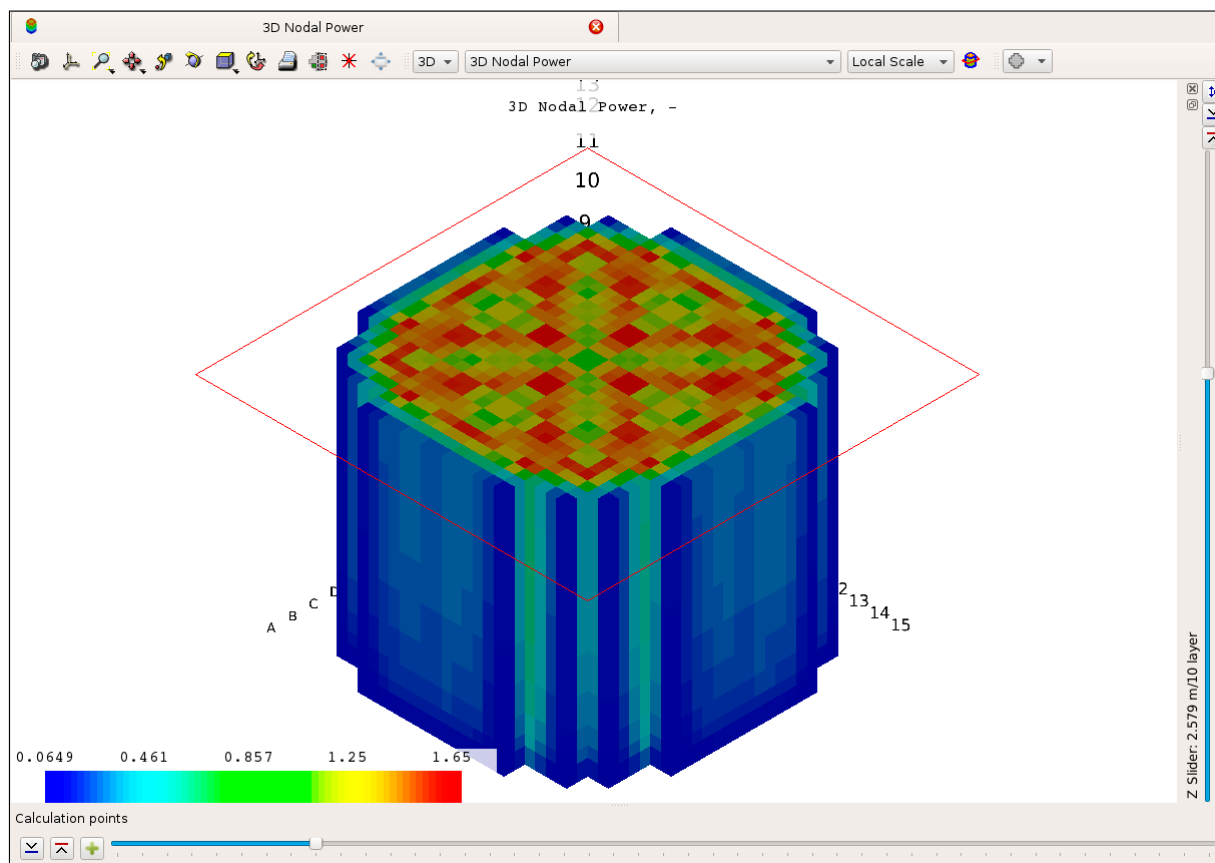 3D Nodal Power
3D
3D Nodal Power
Local Scale
13
12
3D Nodal Power, -
11
10
9
A
B
C
D
2
13
14
15
0.0649
0.461
0.857
1.25
1.65
Z Slider: 2.579 m/10 layer
Calculation points